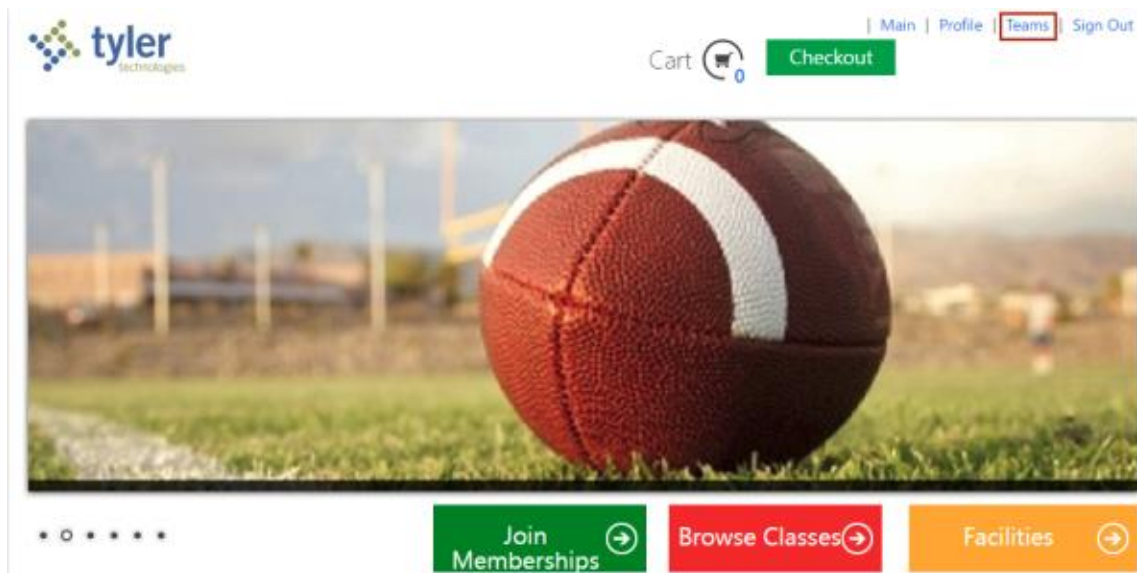 | Main | Profile | Teams | Sign Out
tyler
technologies
Cart 0 Checkout
Join
Memberships
Browse Classes
Facilities